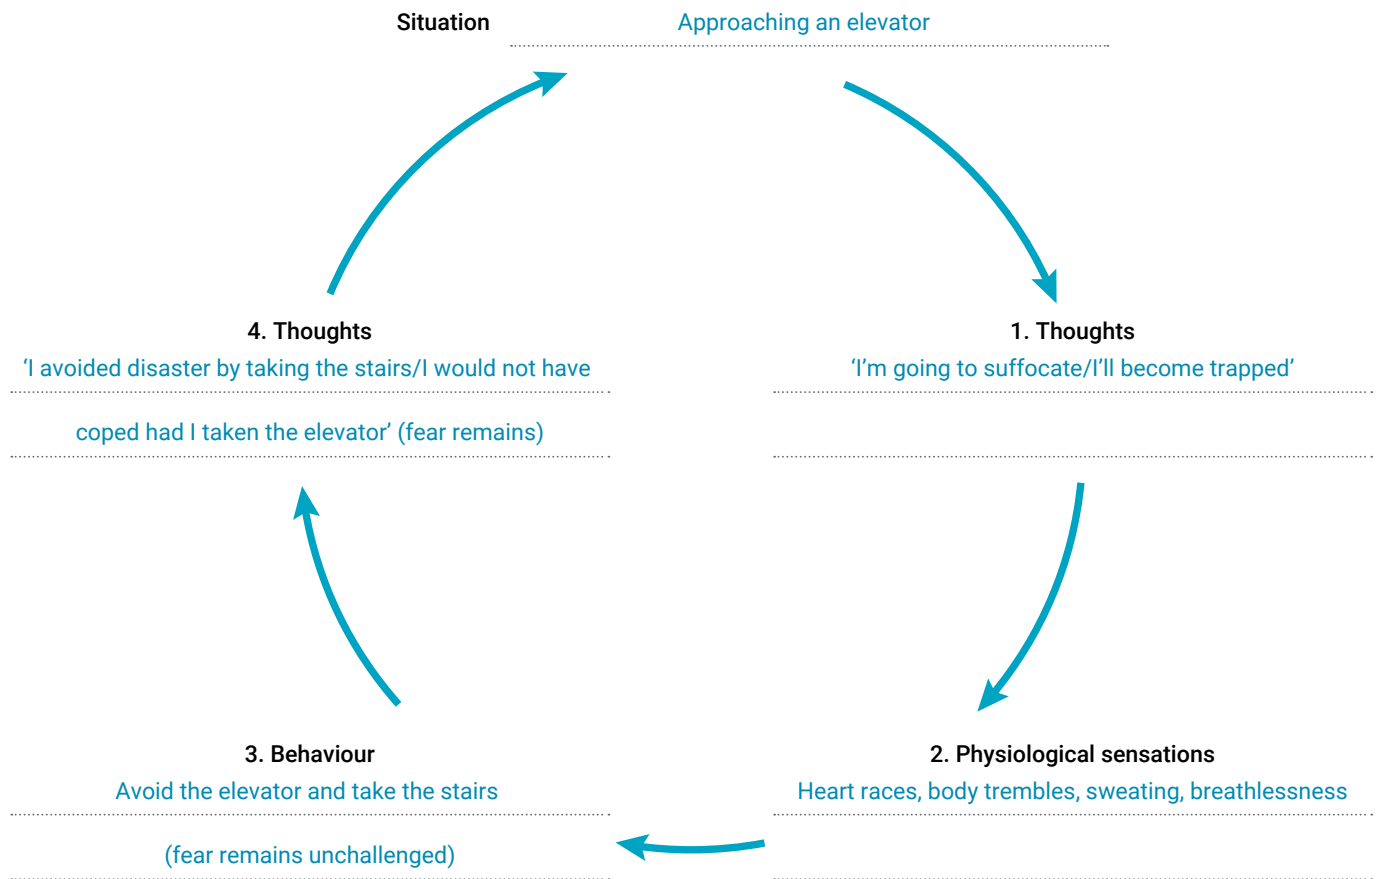 Situation Approaching an elevator
1. Thoughts
‘I’m going to suffocate/I’ll become trapped’
2. Physiological sensations
Heart races, body trembles, sweating, breathlessness
3. Behaviour
Avoid the elevator and take the stairs
(fear remains unchallenged)
4. Thoughts
‘I avoided disaster by taking the stairs/I would not have
coped had I taken the elevator’ (fear remains)